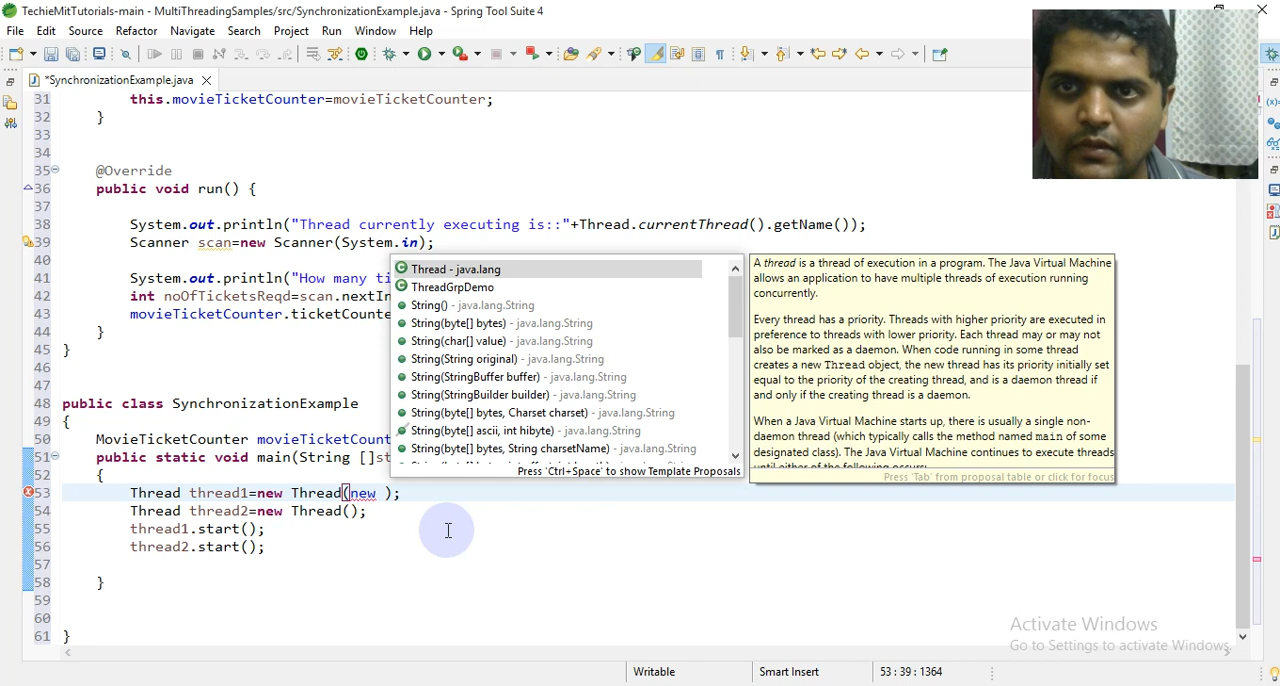 TechieMitTutorials-main - MultiThreadingSamples/src/SynchronizationExample.java - Spring Tool Suite 4
File Edit Source Refactor Navigate Search Project Run Window Help
*SynchronizationExample.java
31 this.movieTicketCounter=movieTicketCounter;
32 }
33
34
35 @Override
36 public void run() {
37
38 System.out.println("Thread currently executing is::"+Thread.currentThread().getName());
39 Scanner scan=new Scanner(System.in);
40
41 System.out.println("How many ti
42 int noOfTicketsReqd=scan.nextIn
43 movieTicketCounter.ticketCounte
44 }
45 }
46
47
48 public class SynchronizationExample
49 {
50 MovieTicketCounter movieTicketCount
51 public static void main(String []st
52 {
53 Thread thread1=new Thread(new );
54 Thread thread2=new Thread();
55 thread1.start();
56 thread2.start();
57
58 }
59
60
61 }
Thread - java.lang
ThreadGrpDemo
String() - java.lang.String
String(byte[] bytes) - java.lang.String
String(char[] value) - java.lang.String
String(String original) - java.lang.String
String(StringBuffer buffer) - java.lang.String
String(StringBuilder builder) - java.lang.String
String(byte[] bytes, Charset charset) - java.lang.String
String(byte[] ascii, int hibyte) - java.lang.String
String(byte[] bytes, String charsetName) - java.lang.String
Press 'Ctrl+Space' to show Template Proposals
A thread is a thread of execution in a program. The Java Virtual Machine
allows an application to have multiple threads of execution running
concurrently.
Every thread has a priority. Threads with higher priority are executed in
preference to threads with lower priority. Each thread may or may not
also be marked as a daemon. When code running in some thread
creates a new Thread object, the new thread has its priority initially set
equal to the priority of the creating thread, and is a daemon thread if
and only if the creating thread is a daemon.
When a Java Virtual Machine starts up, there is usually a single non-
daemon thread (which typically calls the method named main of some
designated class). The Java Virtual Machine continues to execute threads
until either of the following occurs:
Press 'Tab' from proposal table or click for focus
Activate Windows
Go to Settings to activate Windows.
Writable Smart Insert 53 : 39 : 1364